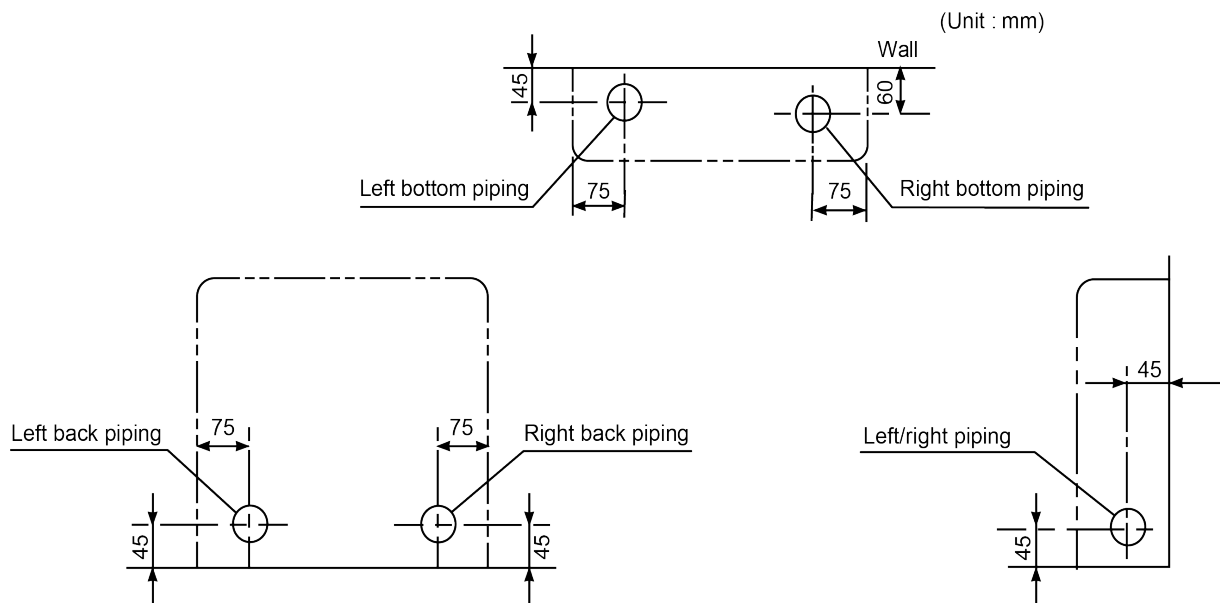 (Unit : mm)
Wall
45
60
Left bottom piping
75
75
Right bottom piping
Left back piping
75
75
Right back piping
45
45
45
Left/right piping
45